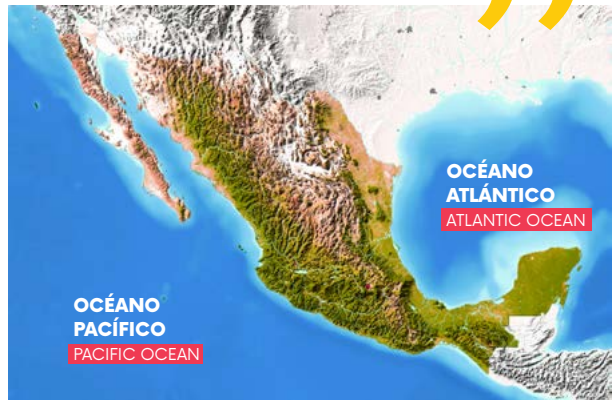 ”
OCÉANO
ATLÁNTICO
ATLANTIC OCEAN
OCÉANO
PACÍFICO
PACIFIC OCEAN